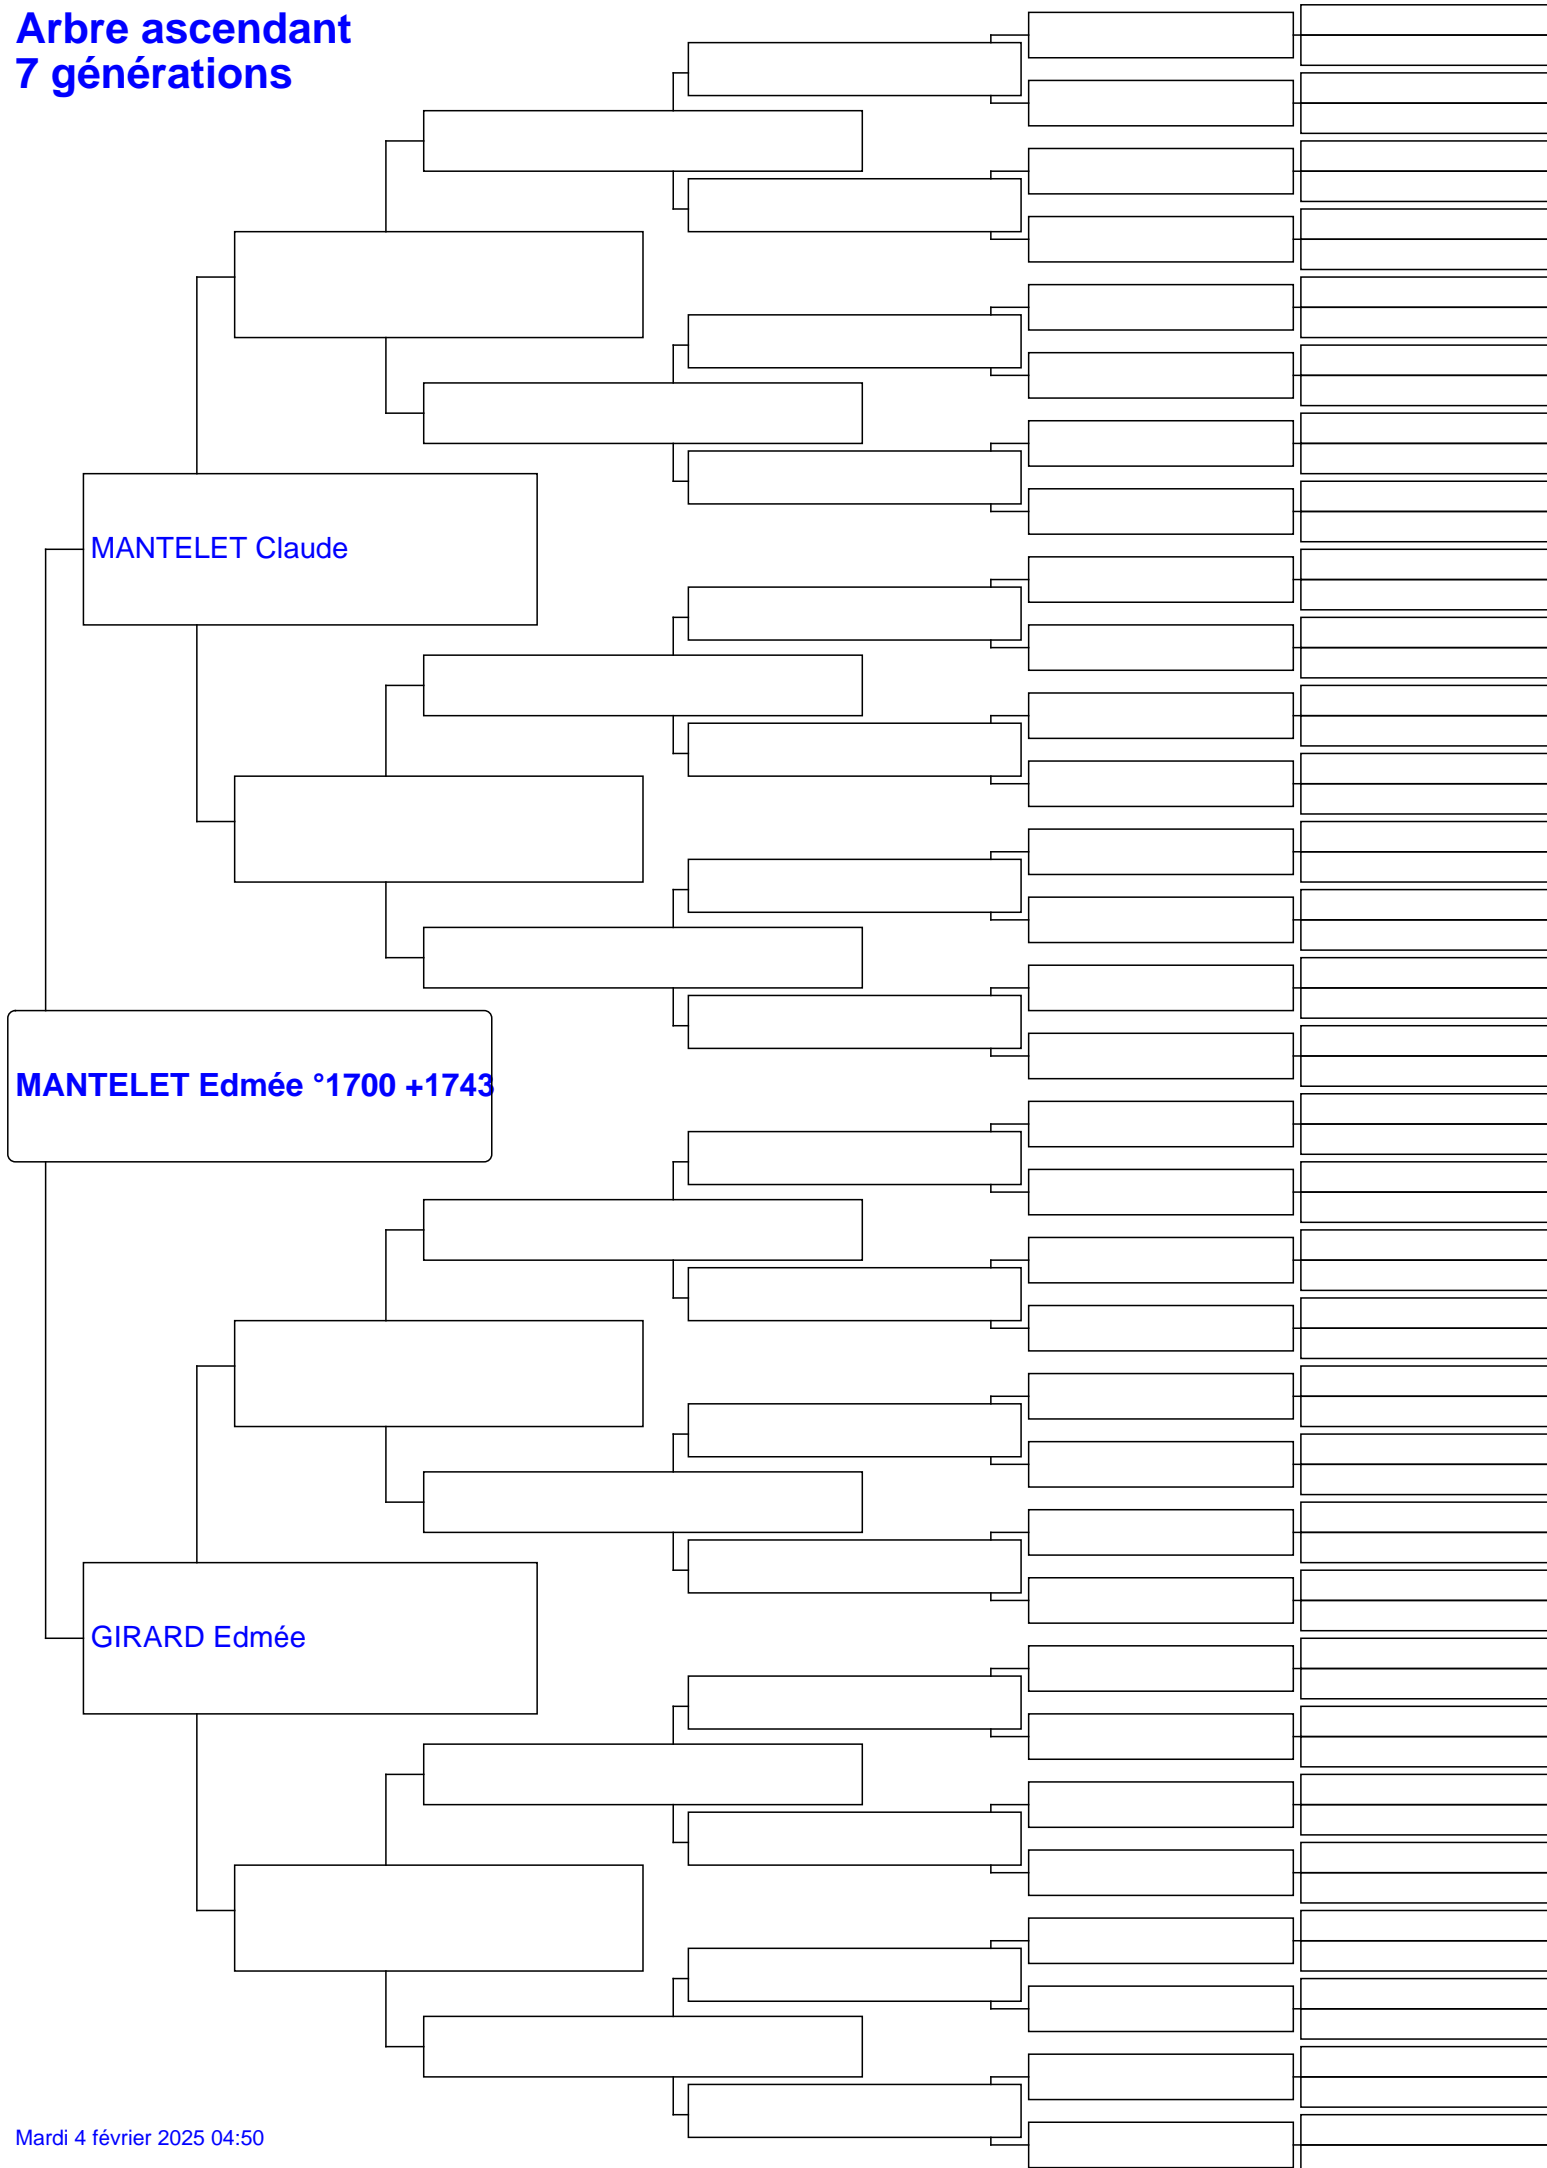 Arbre ascendant
7 générations
MANTELET Claude
MANTELET Edmée °1700 +1743
GIRARD Edmée
Mardi 4 février 2025 04:50